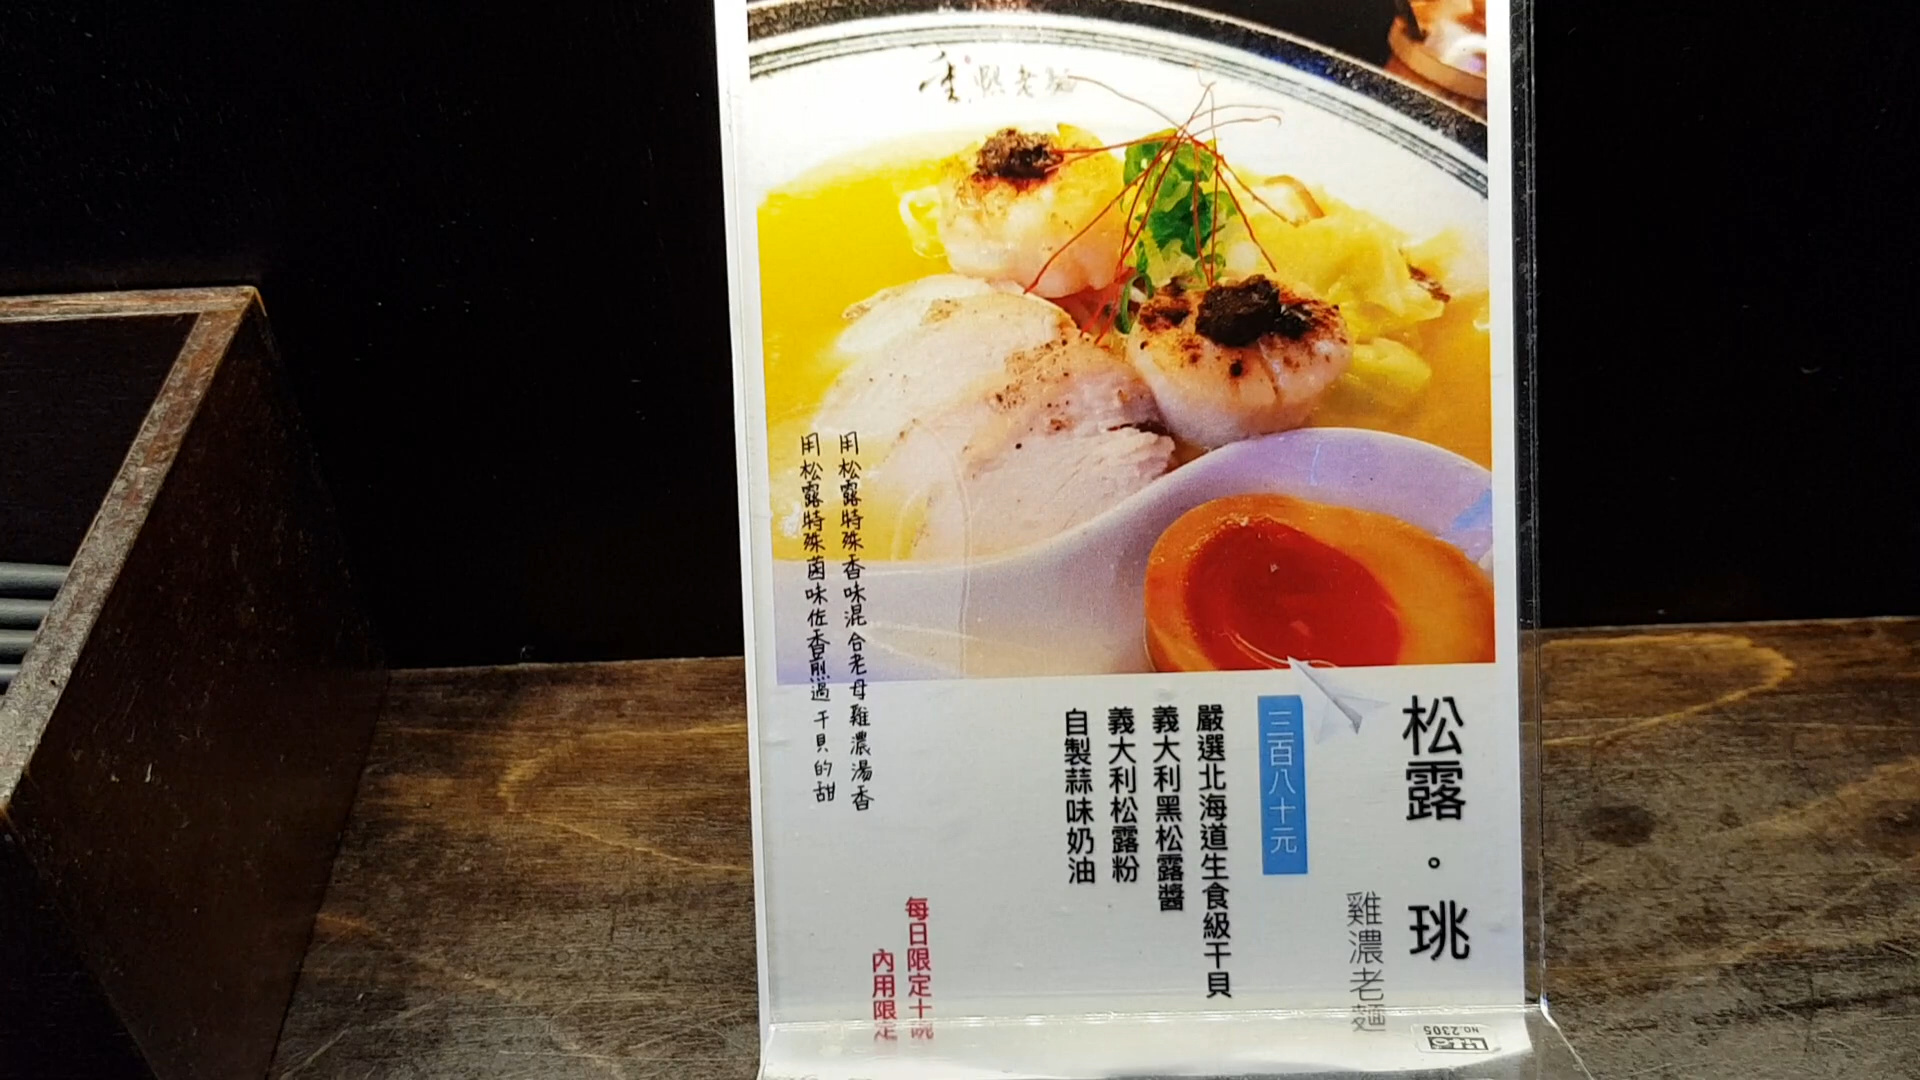 松露。珧
雞濃老麵
三百八十元
嚴選北海道生食級干貝
義大利黑松露醬
義大利松露粉
自製蒜味奶油
每日限定十碗
內用限定
用松露特殊香味混合老母雞濃湯香
用松露特殊菌味佐香煎過干貝的甜
老麵
NO.2305